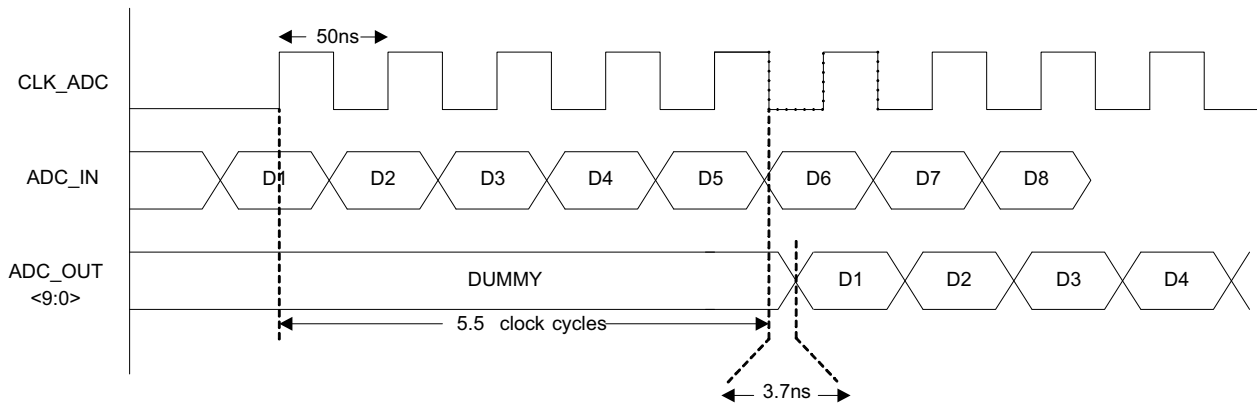 50ns
CLK_ADC
ADC_IN
D1 D2 D3 D4 D5 D6 D7 D8
ADC_OUT
<9:0>
DUMMY D1 D2 D3 D4
5.5 clock cycles
3.7ns